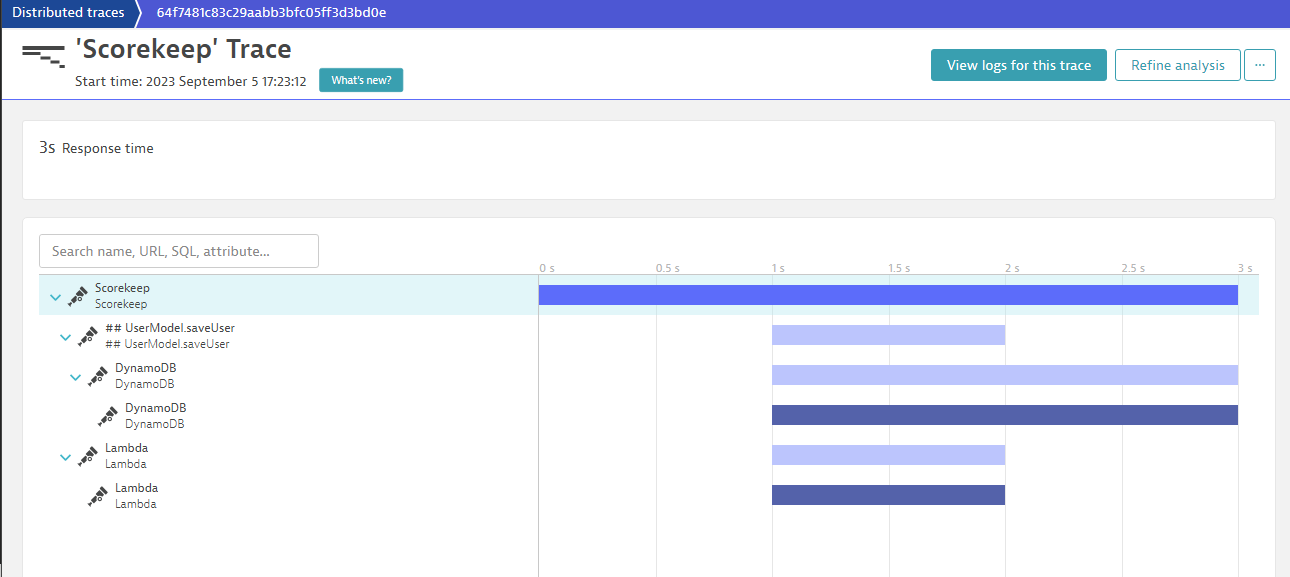 Distributed traces 64f7481c83c29aabb3bfc05ff3d3bd0e
'Scorekeep' Trace
Start time: 2023 September 5 17:23:12 What's new?
View logs for this trace Refine analysis ...
3s Response time
Search name, URL, SQL, attribute...
0 s 0.5 s 1 s 1.5 s 2 s 2.5 s 3 s
Scorekeep
Scorekeep
## UserModel.saveUser
## UserModel.saveUser
DynamoDB
DynamoDB
DynamoDB
DynamoDB
Lambda
Lambda
Lambda
Lambda